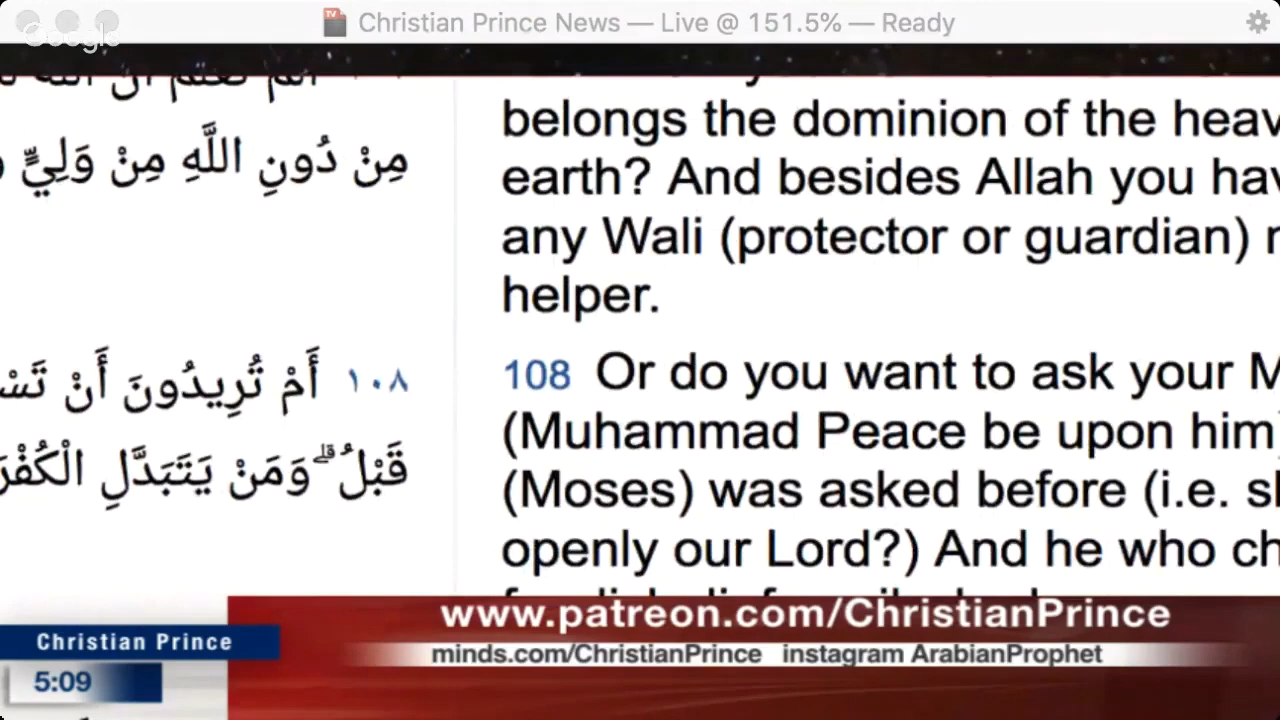 Christian Prince News — Live @ 151.5% — Ready
Google
مِنْ دُونِ اللَّهِ مِنْ وَلِيٍّ
أَمْ تُرِيدُونَ أَنْ
١٠٨
قَبْلُ ۗ وَمَنْ يَتَبَدَّلِ الْكُفْرَ
belongs the dominion of the heav
earth? And besides Allah you hav
any Wali (protector or guardian)
helper.
108 Or do you want to ask your M
(Muhammad Peace be upon him)
(Moses) was asked before (i.e. s
openly our Lord?) And he who ch
www.patreon.com/ChristianPrince
Christian Prince
minds.com/ChristianPrince instagram ArabianProphet
5:09